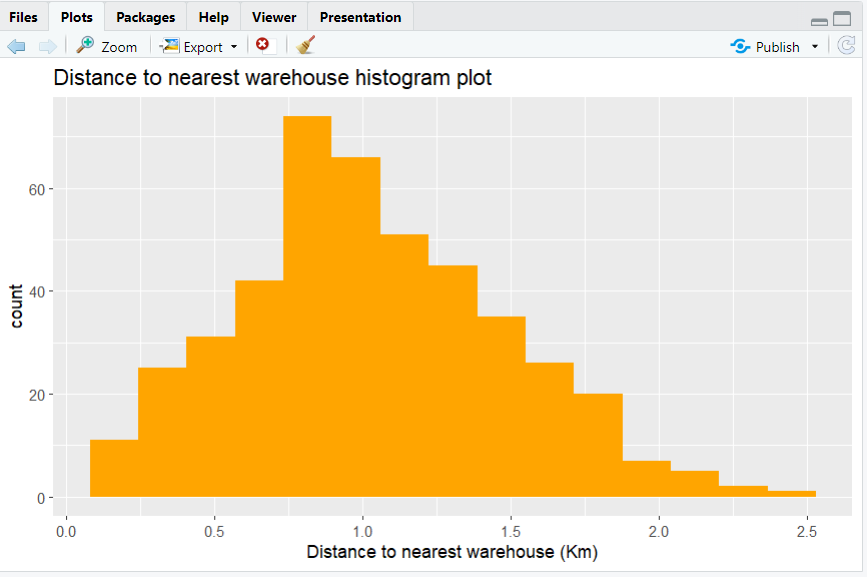 Files Plots Packages Help Viewer Presentation
Zoom Export Publish
Distance to nearest warehouse histogram plot
60
40
20
0
count
0.0 0.5 1.0 1.5 2.0 2.5
Distance to nearest warehouse (Km)